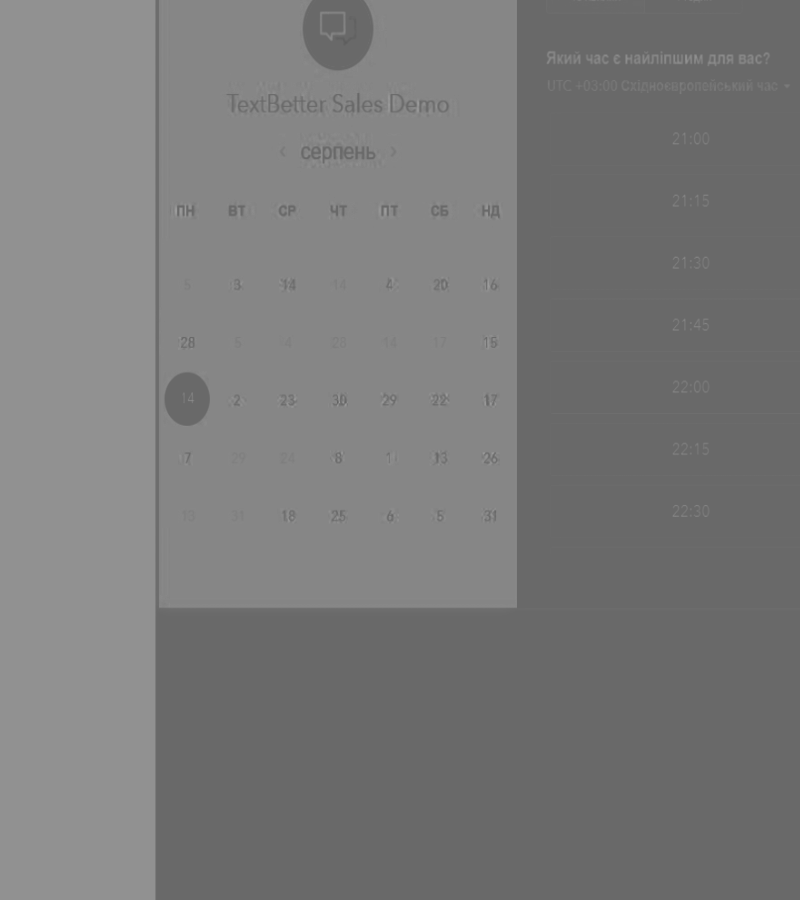 TextBetter Sales Demo
‹ серпень ›
ПН ВТ СР ЧТ ПТ СБ НД
5 3 14 14 4 20 16
28 5 4 28 14 17 15
14 2 23 30 29 22 17
7 29 24 8 11 13 26
31 18 25 6 5 31
Який час є найліпшим для вас?
UTC +03:00 Східноєвропейський час
21:00
21:15
21:30
21:45
22:00
22:15
22:30